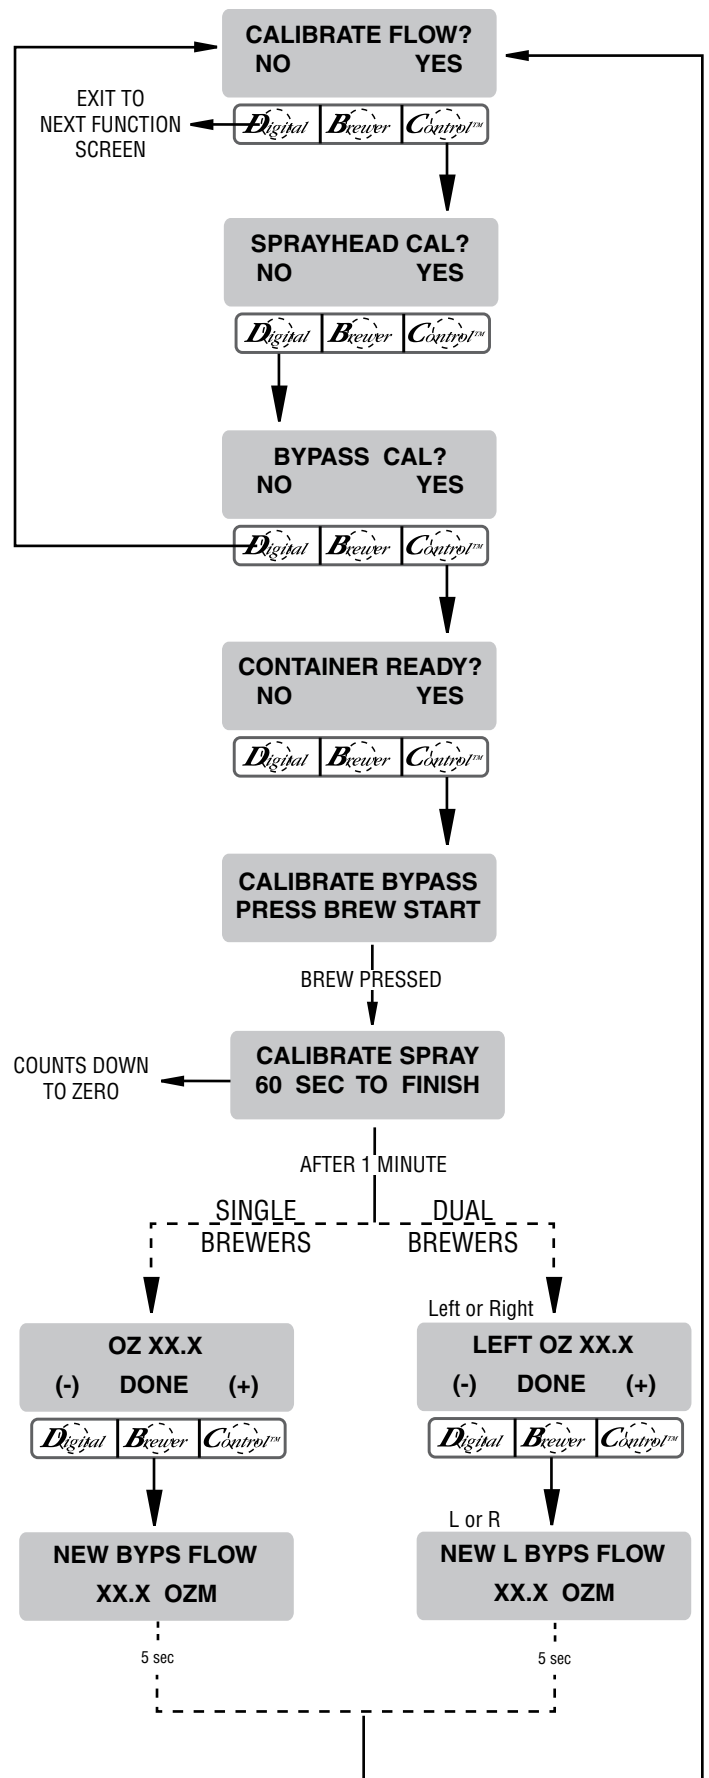 CALIBRATE FLOW?
NO YES
EXIT TO
NEXT FUNCTION
SCREEN
Digital Brewer Control™
SPRAYHEAD CAL?
NO YES
Digital Brewer Control™
BYPASS CAL?
NO YES
Digital Brewer Control™
CONTAINER READY?
NO YES
Digital Brewer Control™
CALIBRATE BYPASS
PRESS BREW START
BREW PRESSED
CALIBRATE SPRAY
60 SEC TO FINISH
COUNTS DOWN
TO ZERO
AFTER 1 MINUTE
SINGLE
BREWERS
DUAL
BREWERS
OZ XX.X
(-) DONE (+)
Digital Brewer Control™
NEW BYPS FLOW
XX.X OZM
5 sec
Left or Right
LEFT OZ XX.X
(-) DONE (+)
Digital Brewer Control™
L or R
NEW L BYPS FLOW
XX.X OZM
5 sec